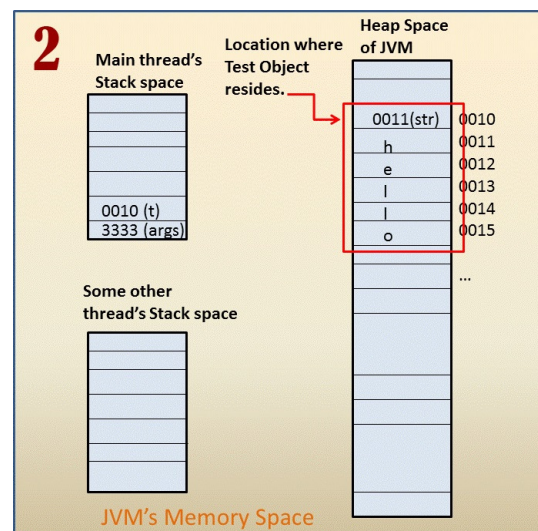 2
Main thread's
Stack space
0010 (t)
3333 (args)
Some other
thread's Stack space
Location where
Test Object
resides.
Heap Space
of JVM
0011(str) 0010
h 0011
e 0012
l 0013
l 0014
o 0015
...
JVM's Memory Space